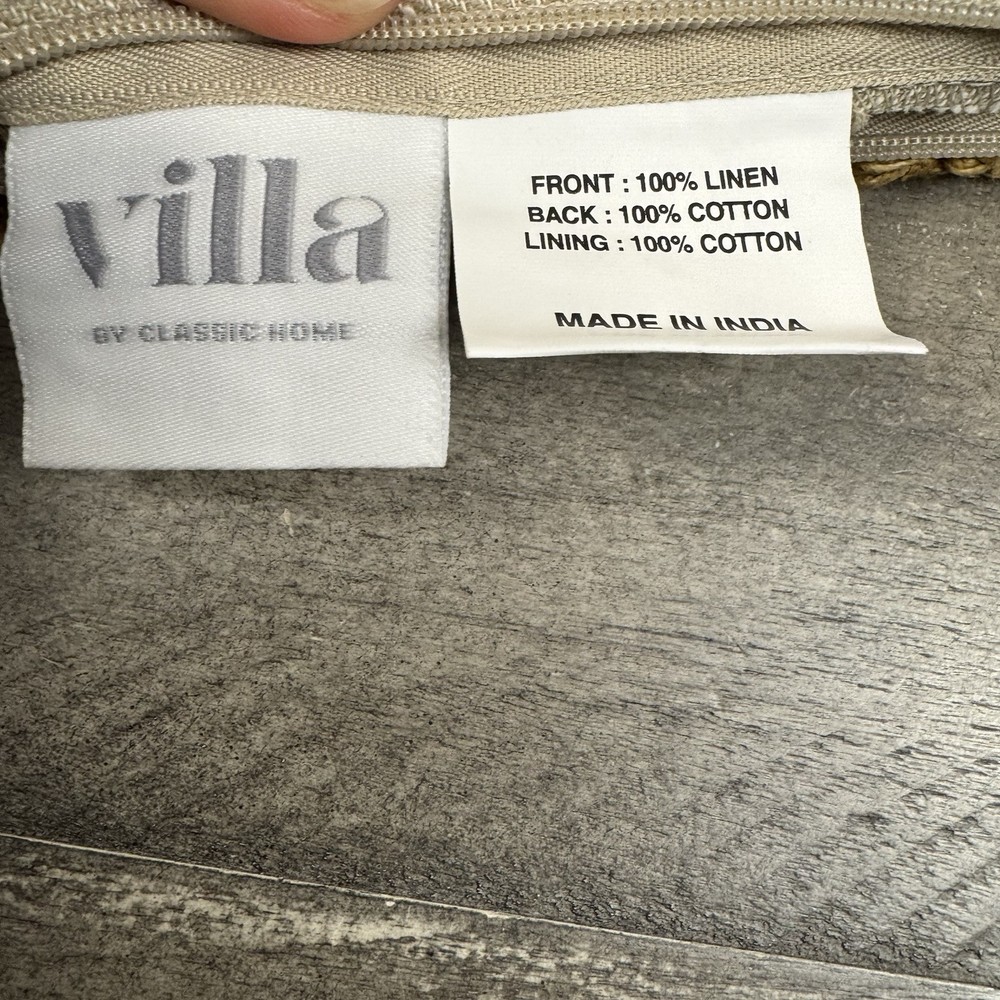 villa
BY CLASSIC HOME
FRONT : 100% LINEN
BACK : 100% COTTON
LINING : 100% COTTON
MADE IN INDIA